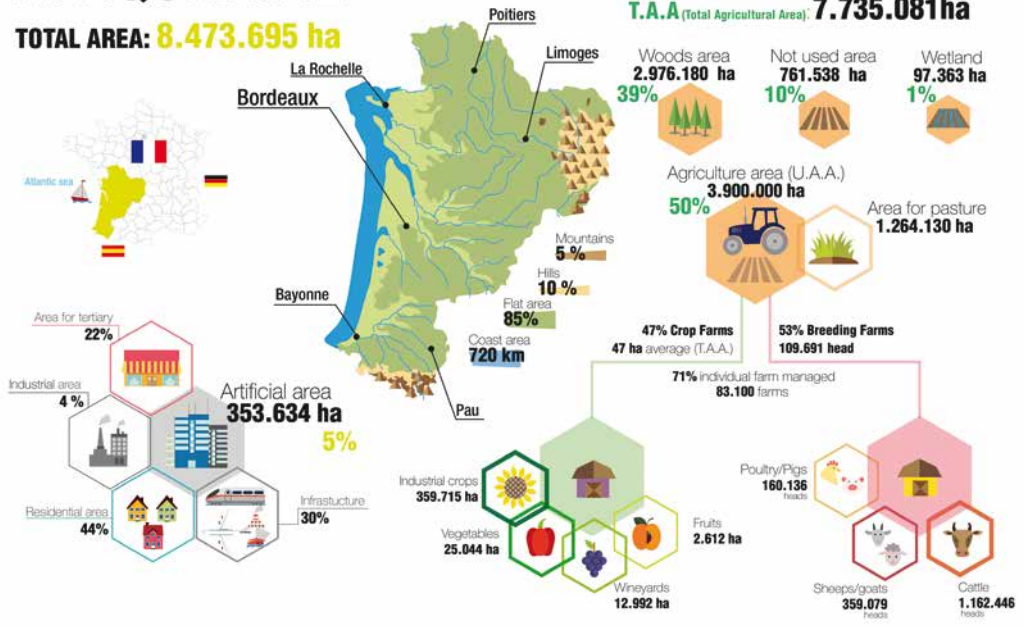 TOTAL AREA: 8.473.695 ha
T.A.A (Total Agricultural Area): 7.735.081ha
Poitiers
Limoges
La Rochelle
Bordeaux
Woods area
2.976.180 ha
39%
Not used area
761.538 ha
10%
Wetland
97.363 ha
1%
Atlantic sea
Agriculture area (U.A.A.)
3.900.000 ha
50%
Area for pasture
1.264.130 ha
Mountains
5 %
Hills
10 %
Flat area
85%
Coast area
720 km
Bayonne
Pau
Area for tertiary
22%
Industrial area
4 %
Artificial area
353.634 ha
5%
Residential area
44%
Infrastucture
30%
47% Crop Farms
47 ha average (T.A.A.)
53% Breeding Farms
109.691 head
71% individual farm managed
83.100 farms
Industrial crops
359.715 ha
Vegetables
25.044 ha
Wineyards
12.992 ha
Fruits
2.612 ha
Poultry/Pigs
160.136
heads
Sheeps/goats
359.079
heads
Cattle
1.162.446
heads